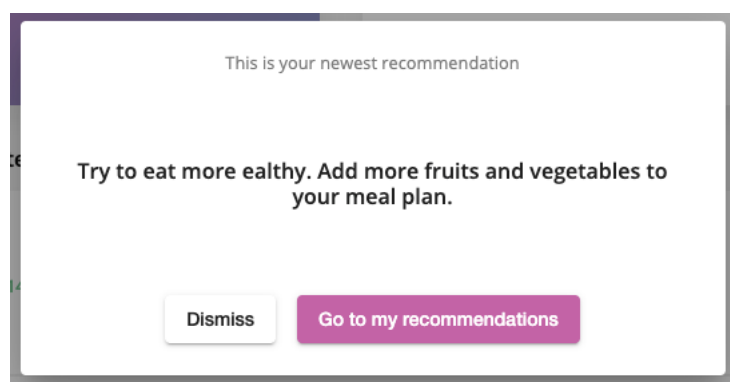 This is your newest recommendation
Try to eat more ealthy. Add more fruits and vegetables to
your meal plan.
Dismiss
Go to my recommendations